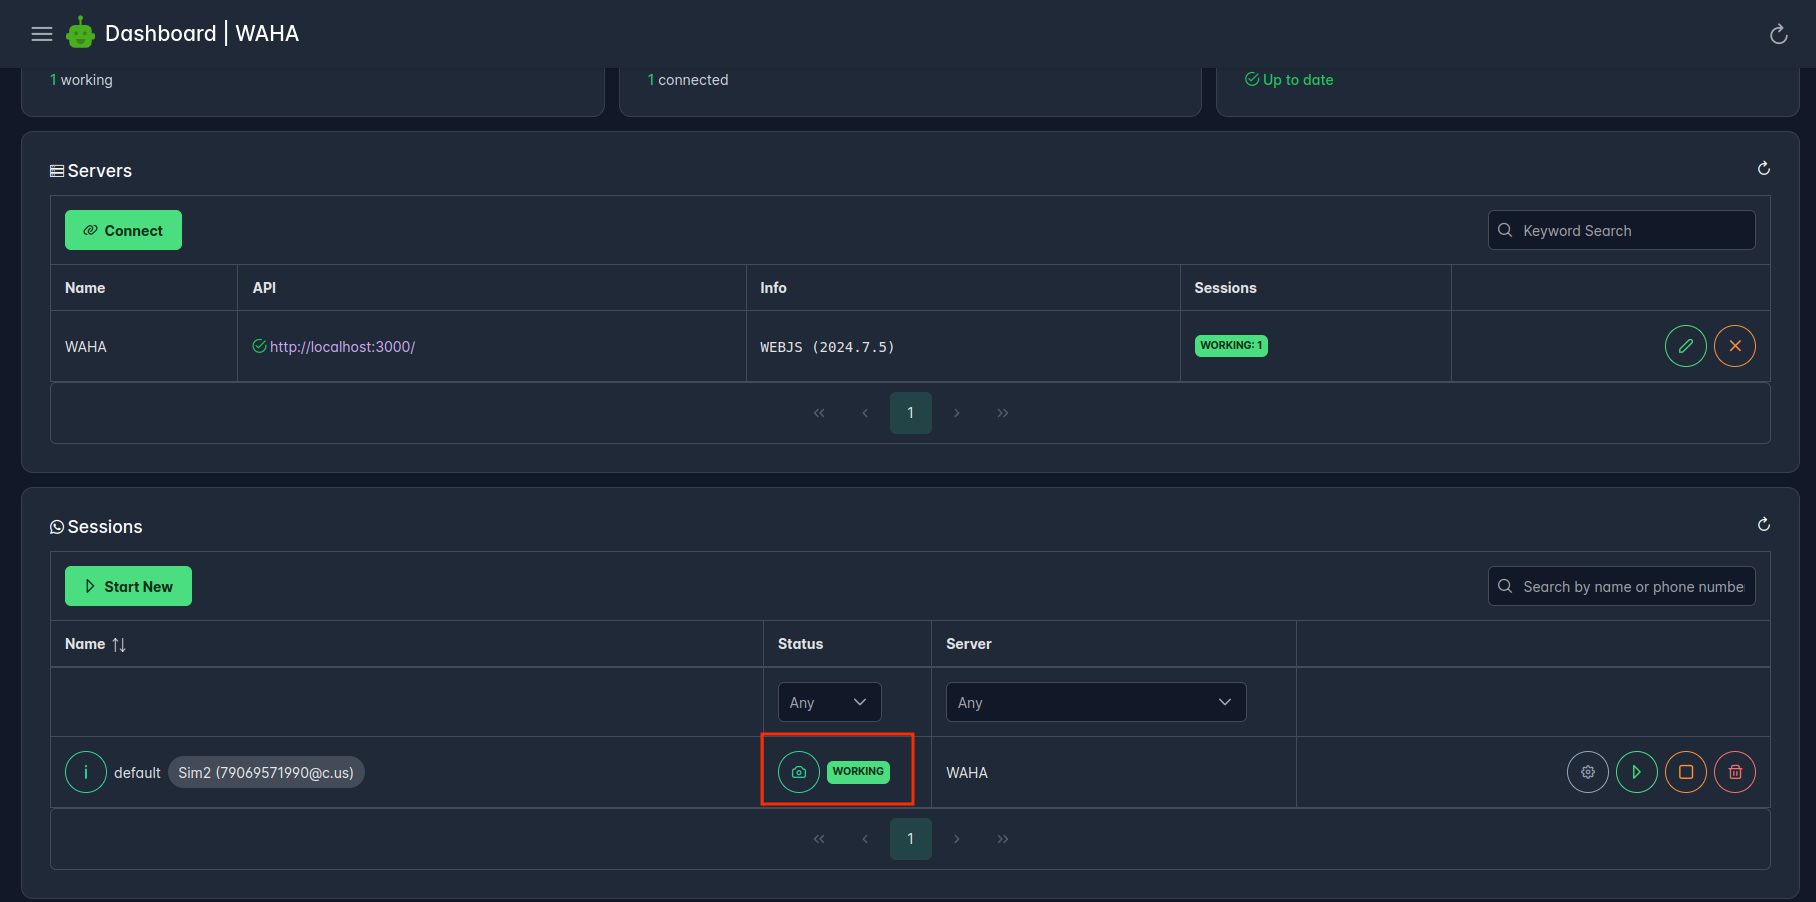 Dashboard | WAHA
1 working
1 connected
Up to date
Servers
Connect
Keyword Search
Name API Info Sessions
WAHA http://localhost:3000/ WEBJS (2024.7.5) WORKING: 1
1
Sessions
Start New
Search by name or phone numbe
Name Status Server
Any Any
default Sim2 (79069571990@c.us) WORKING WAHA
1